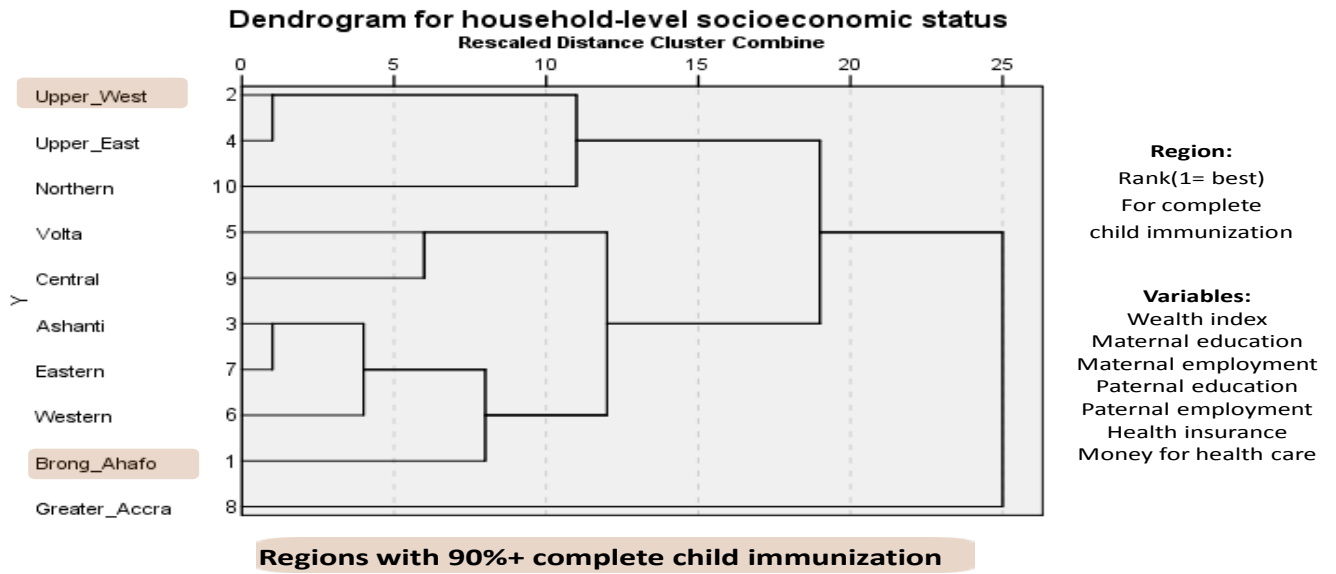 Dendrogram for household-level socioeconomic status
Rescaled Distance Cluster Combine
0 5 10 15 20 25
Upper_West 2
Upper_East 4
Northern 10
Volta 5
Central 9
Y
Ashanti 3
Eastern 7
Western 6
Brong_Ahafo 1
Greater_Accra 8
Region:
Rank(1= best)
For complete
child immunization
Variables:
Wealth index
Maternal education
Maternal employment
Paternal education
Paternal employment
Health insurance
Money for health care
Regions with 90%+ complete child immunization